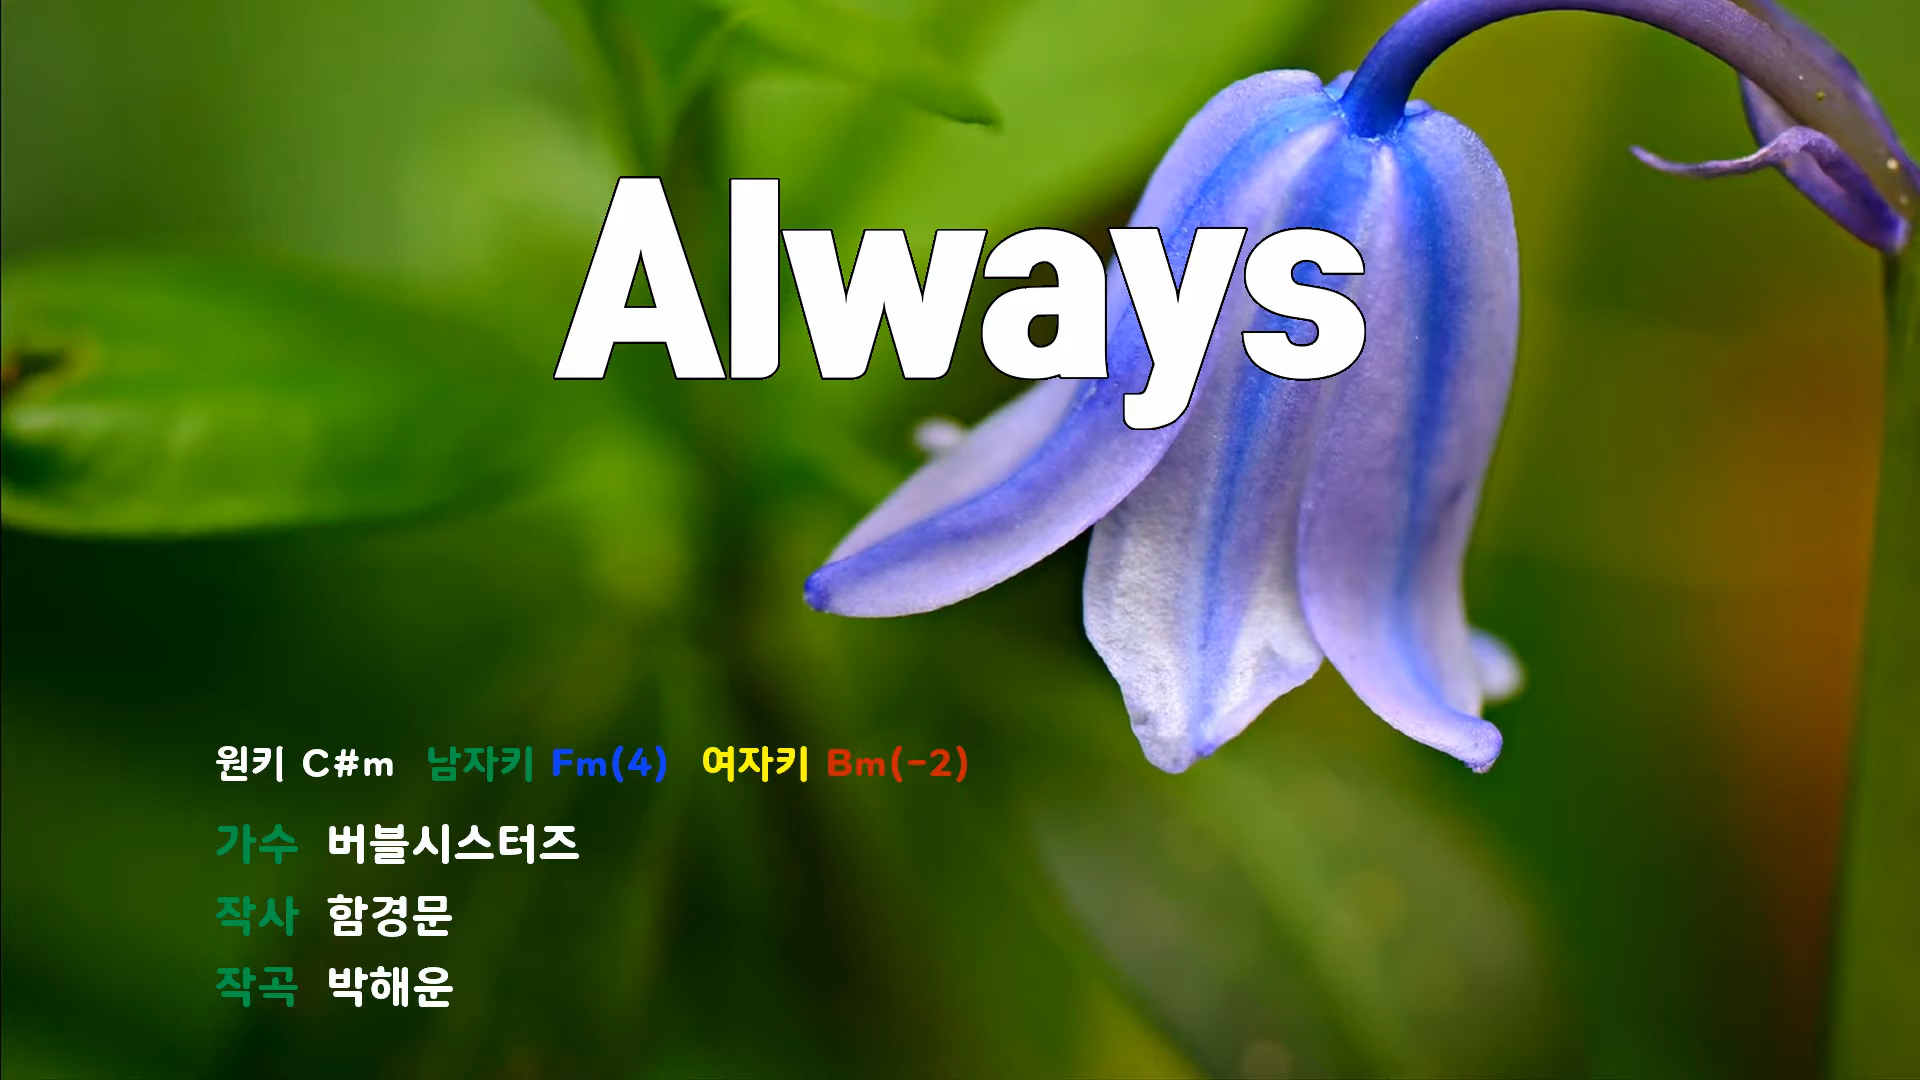 Always
원키 C#m 남자키 Fm(4) 여자키 Bm(-2)
가수 버블시스터즈
작사 함경문
작곡 박해운